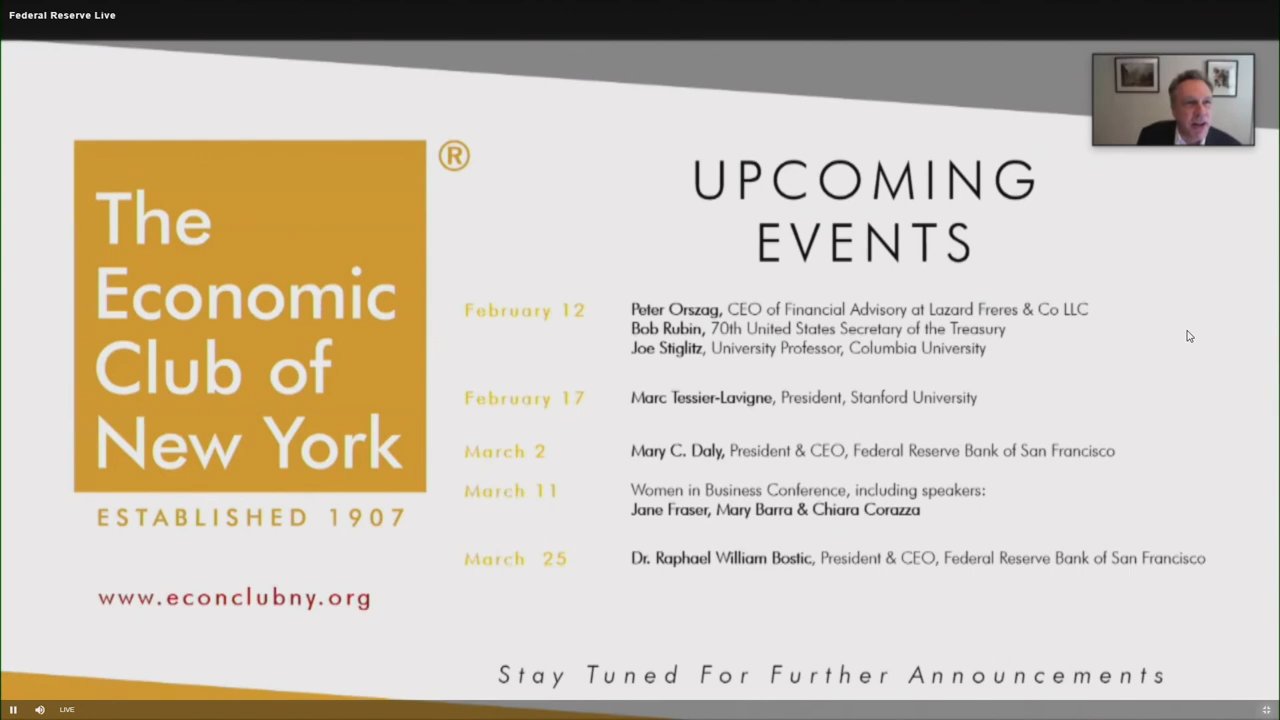 Federal Reserve Live
The
Economic
Club of
New York
®
ESTABLISHED 1907
www.econclubny.org
UPCOMING
EVENTS
February 12 Peter Orszag, CEO of Financial Advisory at Lazard Freres & Co LLC
Bob Rubin, 70th United States Secretary of the Treasury
Joe Stiglitz, University Professor, Columbia University
February 17 Marc Tessier-Lavigne, President, Stanford University
March 2 Mary C. Daly, President & CEO, Federal Reserve Bank of San Francisco
March 11 Women in Business Conference, including speakers:
Jane Fraser, Mary Barra & Chiara Corazza
March 25 Dr. Raphael William Bostic, President & CEO, Federal Reserve Bank of San Francisco
Stay Tuned For Further Announcements
LIVE